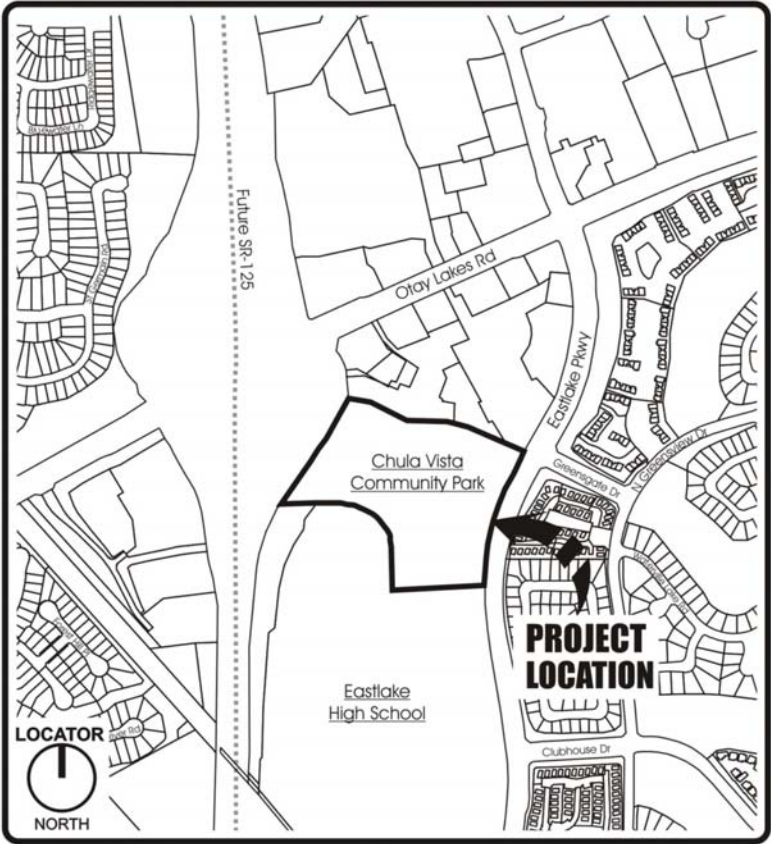 Future SR-125
Otay Lakes Rd
Eastlake Pkwy
Chula Vista
Community Park
Greensgate Dr
N Greensview Dr
PROJECT
LOCATION
Eastlake
High School
Clubhouse Dr
LOCATOR
NORTH